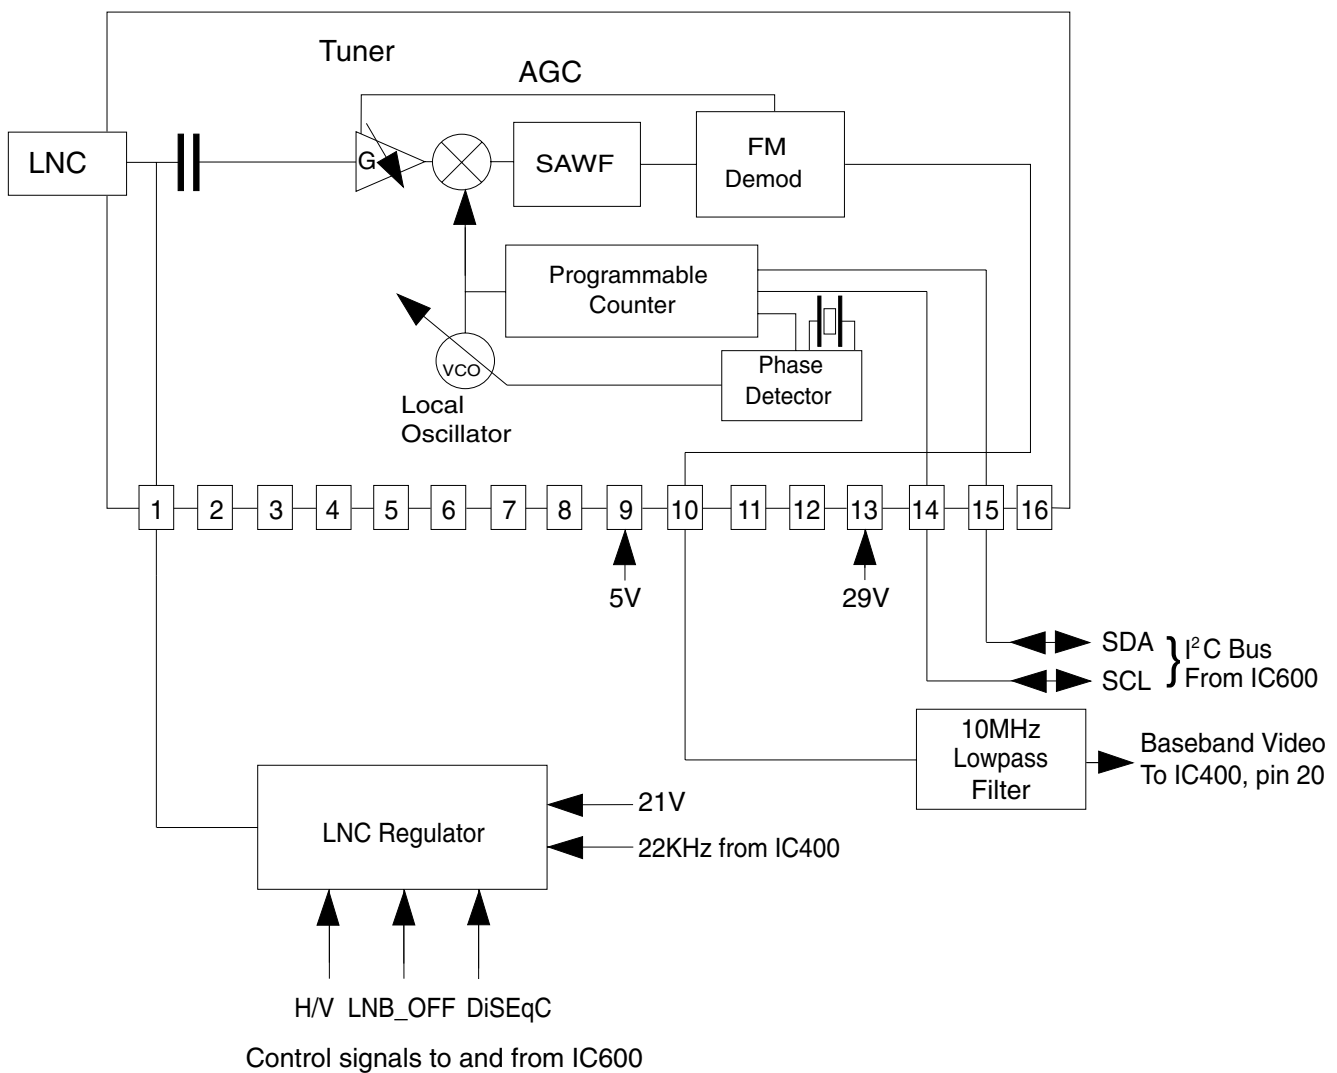 Tuner
AGC
LNC
G
SAWF
FM
Demod
Programmable
Counter
VCO
Phase
Detector
Local
Oscillator
1 2 3 4 5 6 7 8 9 10 11 12 13 14 15 16
5V
29V
SDA
SCL
} I²C Bus
From IC600
10MHz
Lowpass
Filter
Baseband Video
To IC400, pin 20
LNC Regulator
21V
22KHz from IC400
H/V LNB_OFF DiSEqC
Control signals to and from IC600